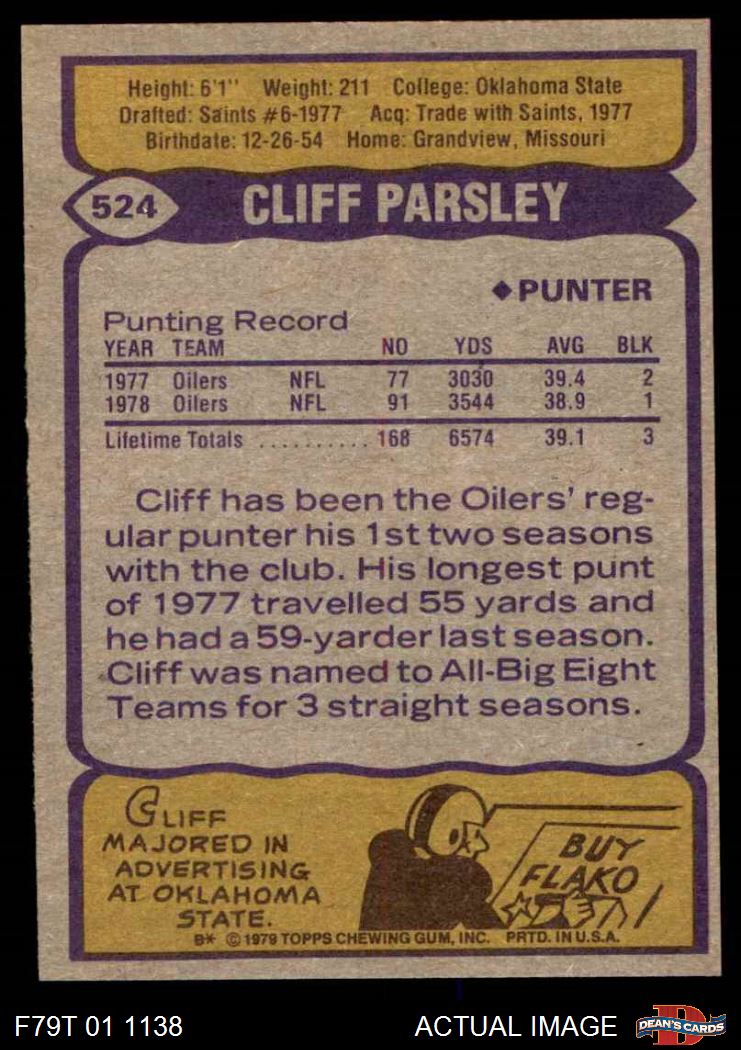 Height: 6'1" Weight: 211 College: Oklahoma State
Drafted: Saints #6-1977 Acq: Trade with Saints, 1977
Birthdate: 12-26-54 Home: Grandview, Missouri
524 CLIFF PARSLEY
◆PUNTER
Punting Record
YEAR TEAM NO YDS AVG BLK
1977 Oilers NFL 77 3030 39.4 2
1978 Oilers NFL 91 3544 38.9 1
Lifetime Totals .......... 168 6574 39.1 3
Cliff has been the Oilers' reg-
ular punter his 1st two seasons
with the club. His longest punt
of 1977 travelled 55 yards and
he had a 59-yarder last season.
Cliff was named to All-Big Eight
Teams for 3 straight seasons.
CLIFF
MAJORED IN
ADVERTISING
AT OKLAHOMA
STATE.
BUY
FLAKO
B* © 1979 TOPPS CHEWING GUM, INC. PRTD. IN U.S.A.
F79T 01 1138 ACTUAL IMAGE DEAN'S CARDS